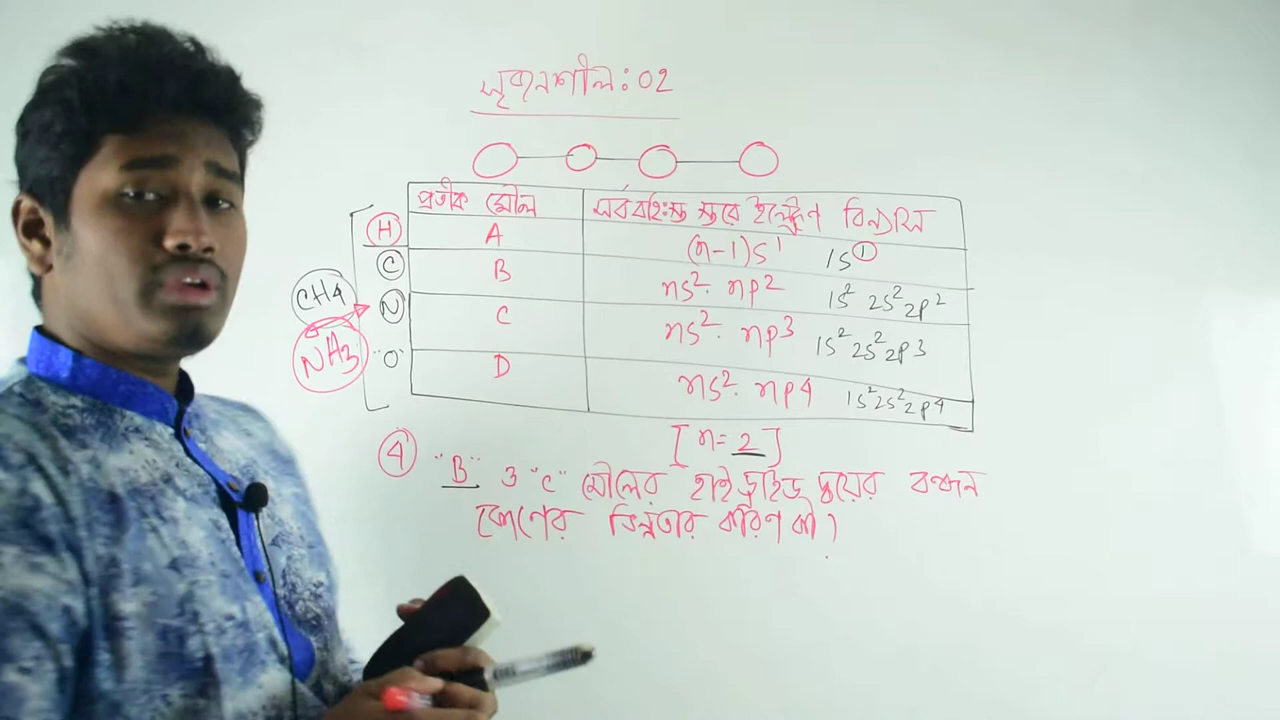 সৃজনশীল: 02
প্রতীক মৌল সর্ববহিঃস্থ স্তরে ইলেক্ট্রন বিন্যাস
H A (n-1)s¹ 1s①
C B ns². np² 1s² 2s² 2p²
CH4 N C ns². np3 1s² 2s² 2p3
NH3 "O" D ns². np4 1s² 2s² 2p4
[n= 2]
④ "B" ও "C" মৌলের হাইড্রাইড দ্বয়ের বন্ধন
কোণের ভিন্নতার কারণ কী?